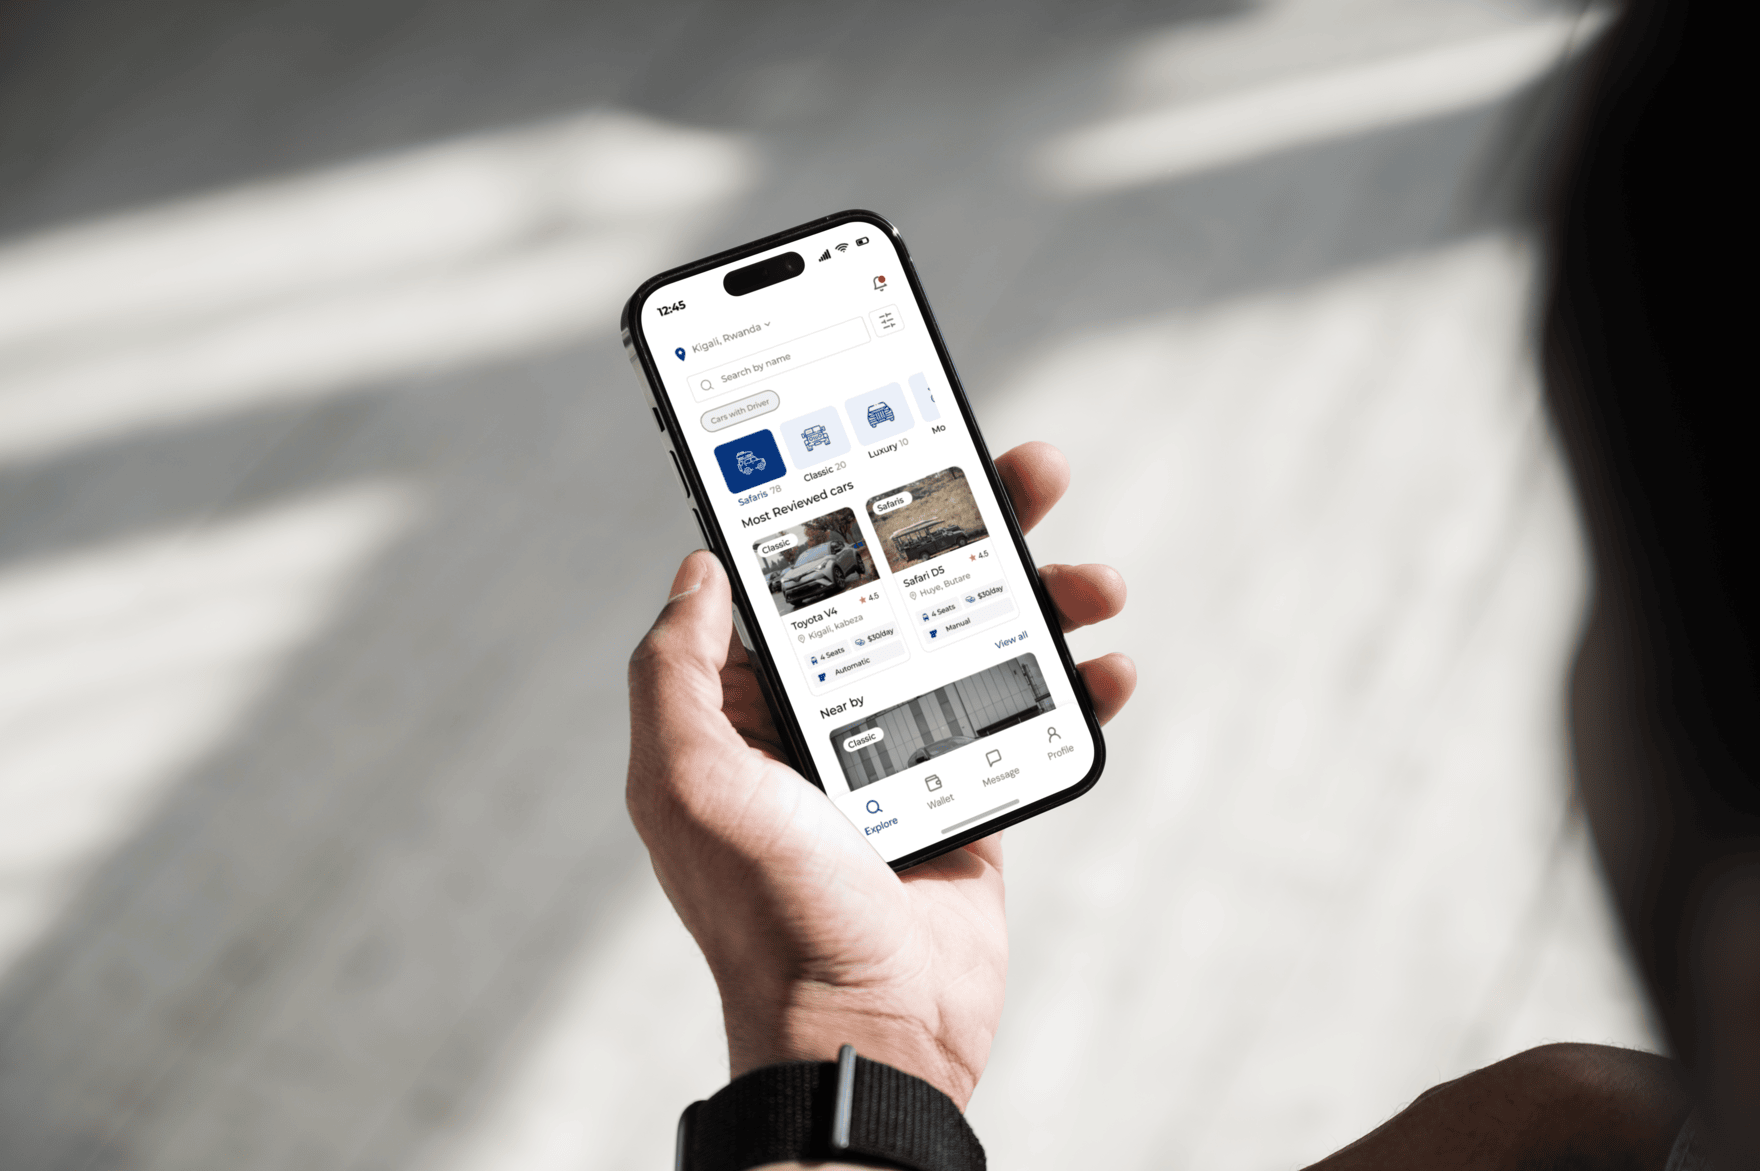 12:45
Kigali, Rwanda
Search by name
Cars with Driver
Safaris 78
Classic 20
Luxury 10
Mo
Most Reviewed cars
Classic
Toyota V4
4.5
Kigali, kabeza
4 Seats
$30/day
Automatic
Safaris
Safari D5
4.5
Huye, Butare
4 Seats
$30/day
Manual
View all
Near by
Classic
Explore
Wallet
Message
Profile